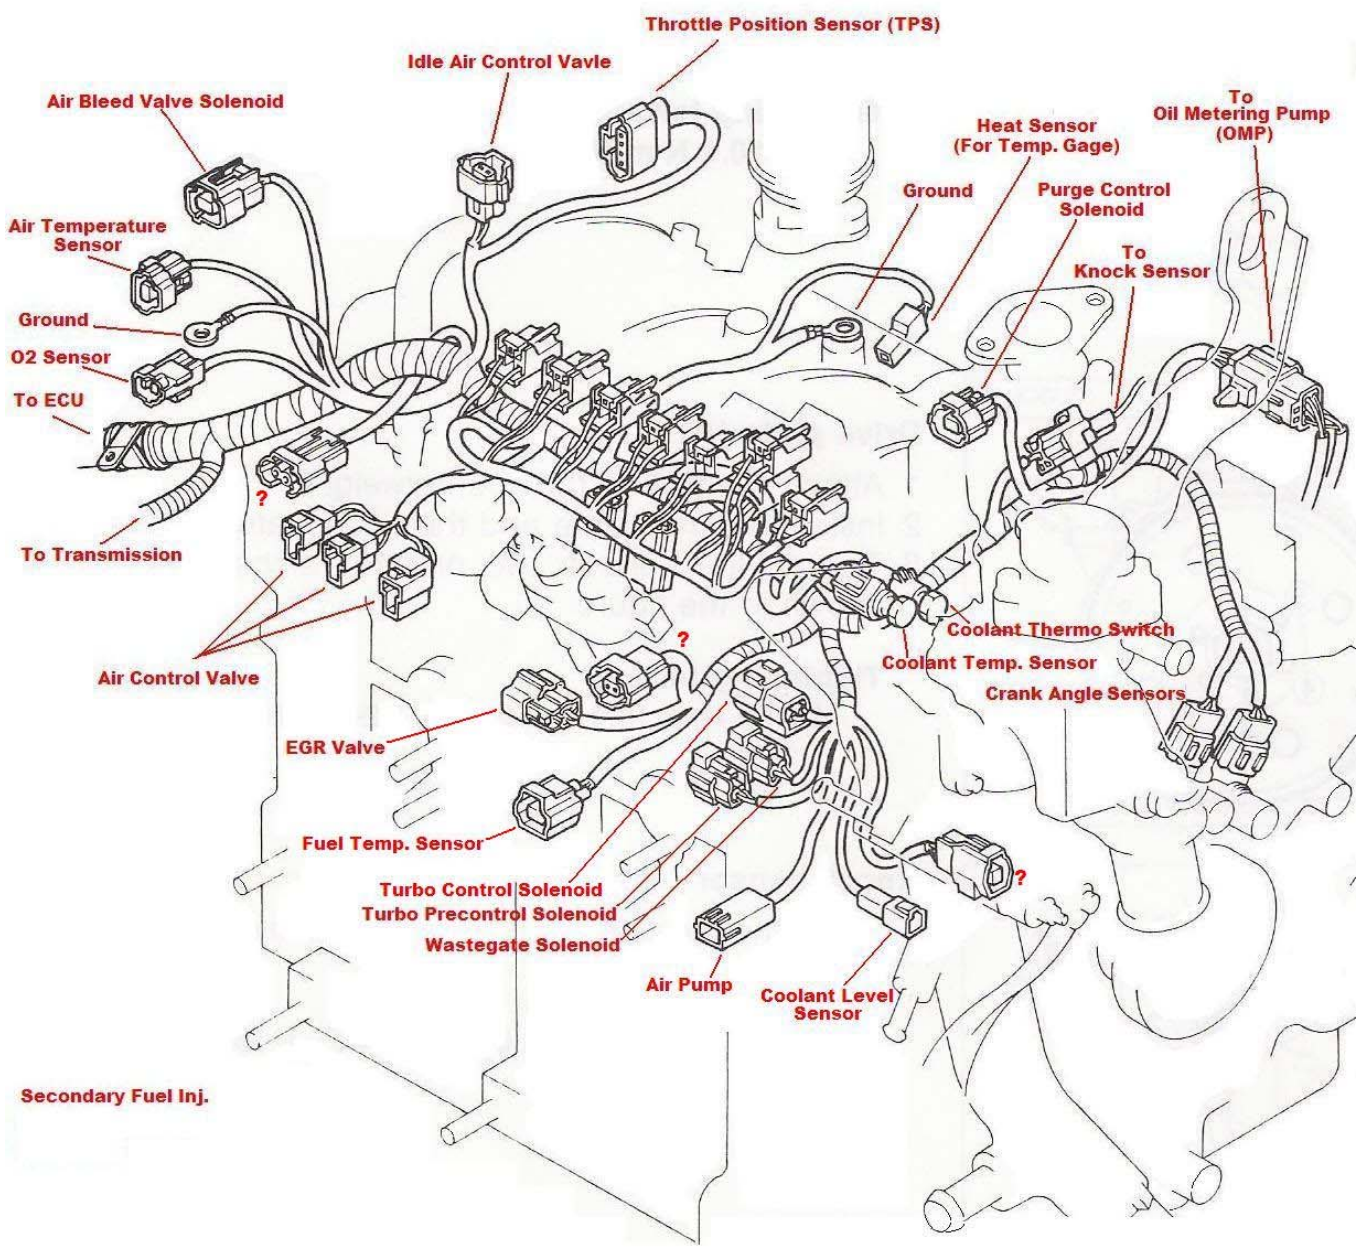 Throttle Position Sensor (TPS)
Idle Air Control Vavle
Air Bleed Valve Solenoid
To
Oil Metering Pump
(OMP)
Heat Sensor
(For Temp. Gage)
Ground
Purge Control
Solenoid
Air Temperature
Sensor
To
Knock Sensor
Ground
O2 Sensor
To ECU
?
To Transmission
Air Control Valve
?
Coolant Thermo Switch
Coolant Temp. Sensor
Crank Angle Sensors
EGR Valve
Fuel Temp. Sensor
Turbo Control Solenoid
Turbo Precontrol Solenoid
Wastegate Solenoid
?
Air Pump
Coolant Level
Sensor
Secondary Fuel Inj.